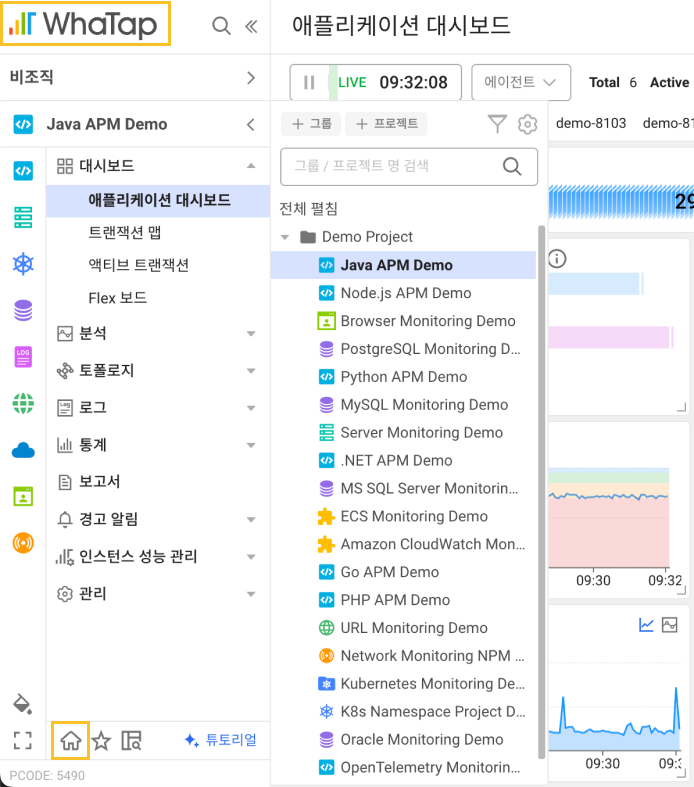 WhaTap
비조직
Java APM Demo
대시보드
애플리케이션 대시보드
트랜잭션 맵
액티브 트랜잭션
Flex 보드
분석
토폴로지
LOG
로그
통계
보고서
경고 알림
인스턴스 성능 관리
관리
튜토리얼
PCODE: 5490
애플리케이션 대시보드
LIVE 09:32:08 에이전트 Total 6 Active
+ 그룹 + 프로젝트 demo-8103 demo-81
그룹 / 프로젝트 명 검색
29
전체 펼침
Demo Project
Java APM Demo
Node.js APM Demo
Browser Monitoring Demo
PostgreSQL Monitoring D...
Python APM Demo
MySQL Monitoring Demo
Server Monitoring Demo
.NET APM Demo
MS SQL Server Monitorin...
ECS Monitoring Demo
Amazon CloudWatch Mon...
Go APM Demo
PHP APM Demo
URL Monitoring Demo
Network Monitoring NPM ...
Kubernetes Monitoring De...
K8s Namespace Project D...
Oracle Monitoring Demo
OpenTelemetry Monitorin...
09:30 09:32
09:30 09:3